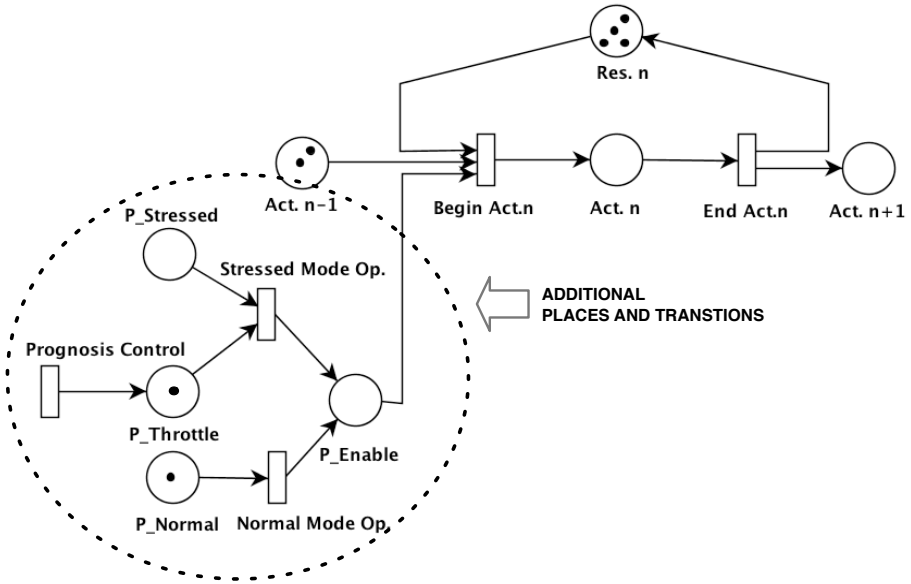 Res. n
Act. n-1
Begin Act.n
Act. n
End Act.n
Act. n+1
P_Stressed
Stressed Mode Op.
ADDITIONAL
PLACES AND TRANSTIONS
Prognosis Control
P_Throttle
P_Enable
P_Normal
Normal Mode Op.